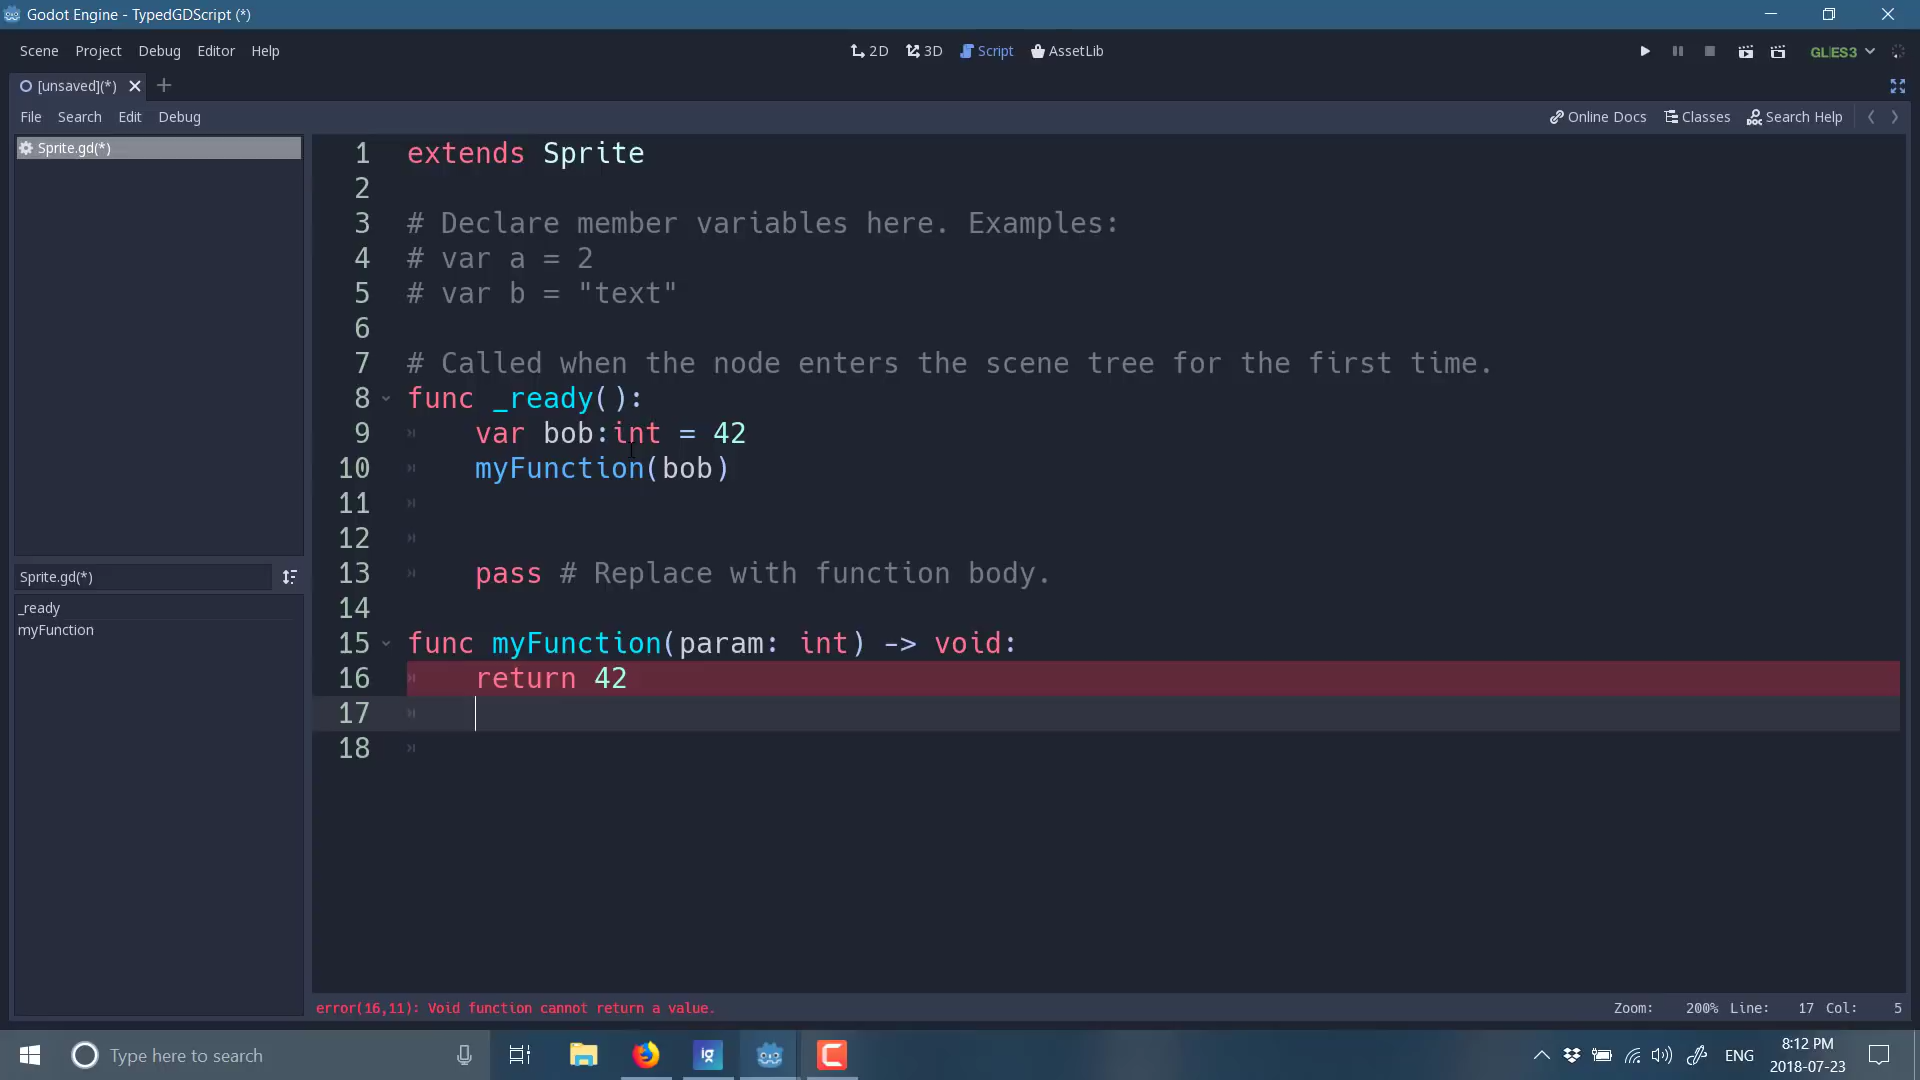 Godot Engine - TypedGDScript (*)
Scene Project Debug Editor Help
2D 3D Script AssetLib
GLES3
[unsaved](*)
File Search Edit Debug
Online Docs Classes Search Help
Sprite.gd(*)
Sprite.gd(*)
_ready
myFunction
1 extends Sprite
2
3 # Declare member variables here. Examples:
4 # var a = 2
5 # var b = "text"
6
7 # Called when the node enters the scene tree for the first time.
8 func _ready():
9 var bob:int = 42
10 myFunction(bob)
11
12
13 pass # Replace with function body.
14
15 func myFunction(param: int) -> void:
16 return 42
17
18
error(16,11): Void function cannot return a value.
Zoom: 200% Line: 17 Col: 5
Type here to search
ig
ENG
8:12 PM
2018-07-23